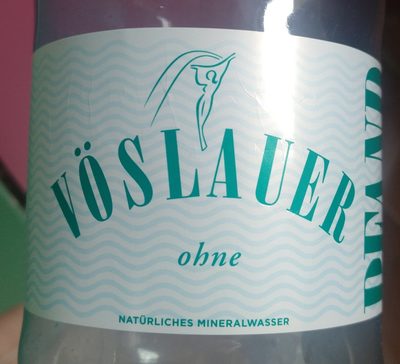 VÖSLAUER
ohne
NATÜRLICHES MINERALWASSER
PFAND